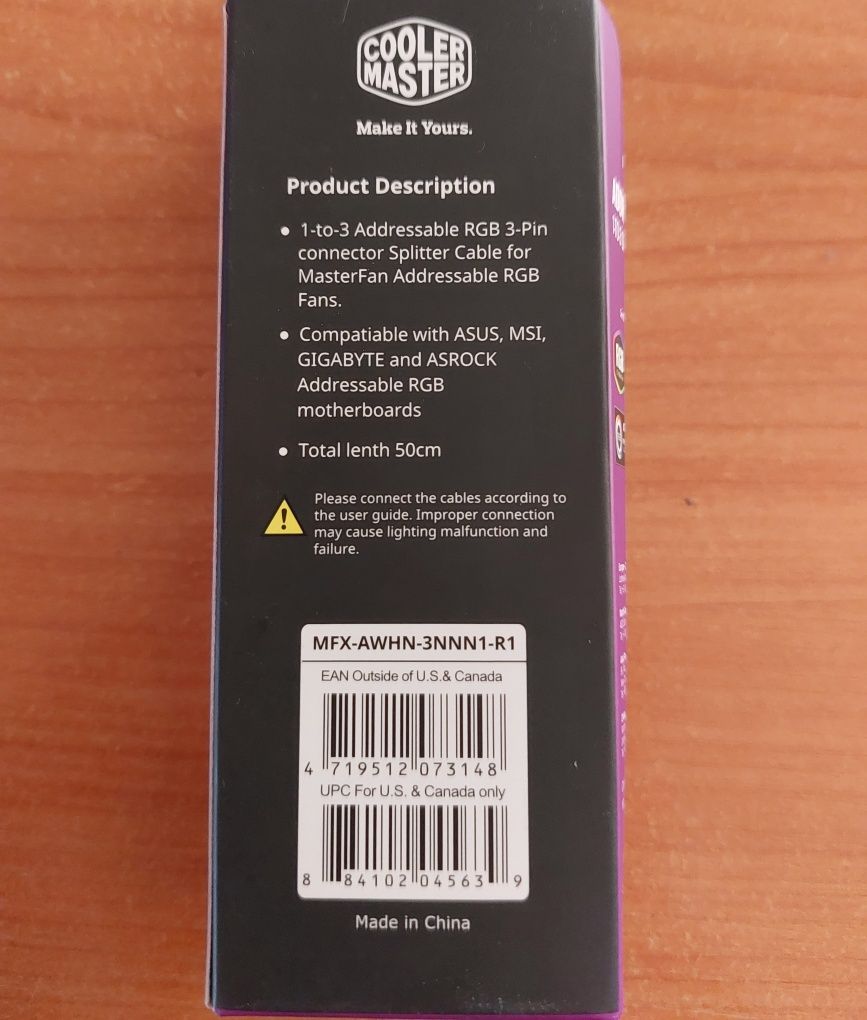 COOLER
MASTER
Make It Yours.
Product Description
● 1-to-3 Addressable RGB 3-Pin
connector Splitter Cable for
MasterFan Addressable RGB
Fans.
● Compatiable with ASUS, MSI,
GIGABYTE and ASROCK
Addressable RGB
motherboards
● Total lenth 50cm
Please connect the cables according to
the user guide. Improper connection
may cause lighting malfunction and
failure.
MFX-AWHN-3NNN1-R1
EAN Outside of U.S.& Canada
4 719512 073148
UPC For U.S. & Canada only
8 84102 04563 9
Made in China